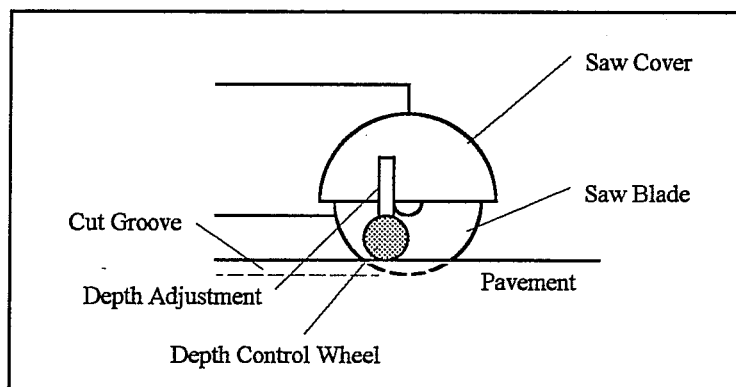 Saw Cover
Saw Blade
Cut Groove
Pavement
Depth Adjustment
Depth Control Wheel